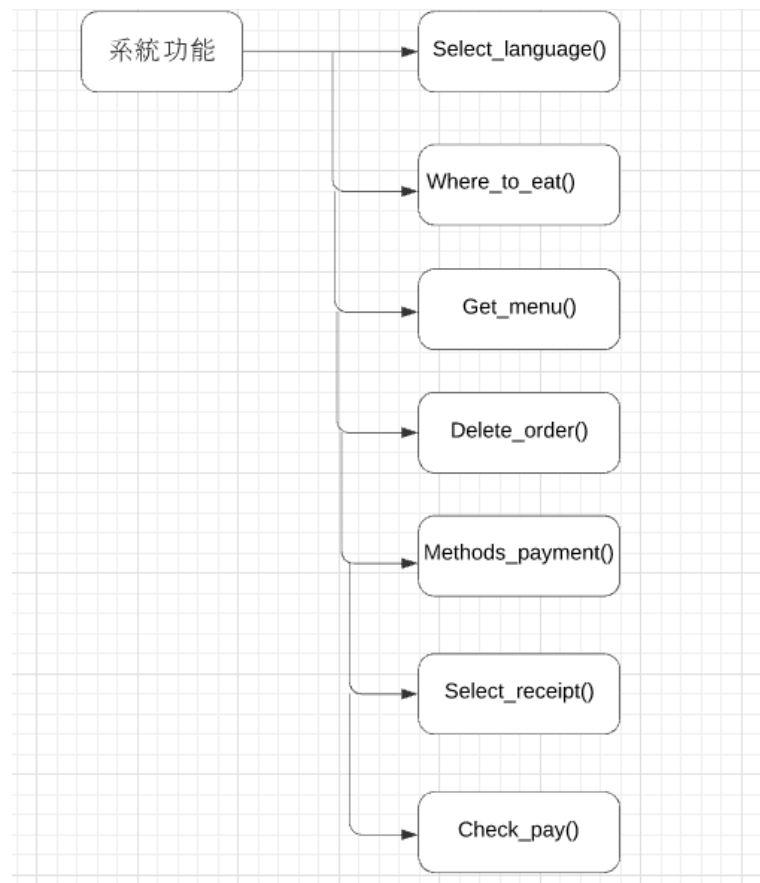 系統功能
Select_language()
Where_to_eat()
Get_menu()
Delete_order()
Methods_payment()
Select_receipt()
Check_pay()